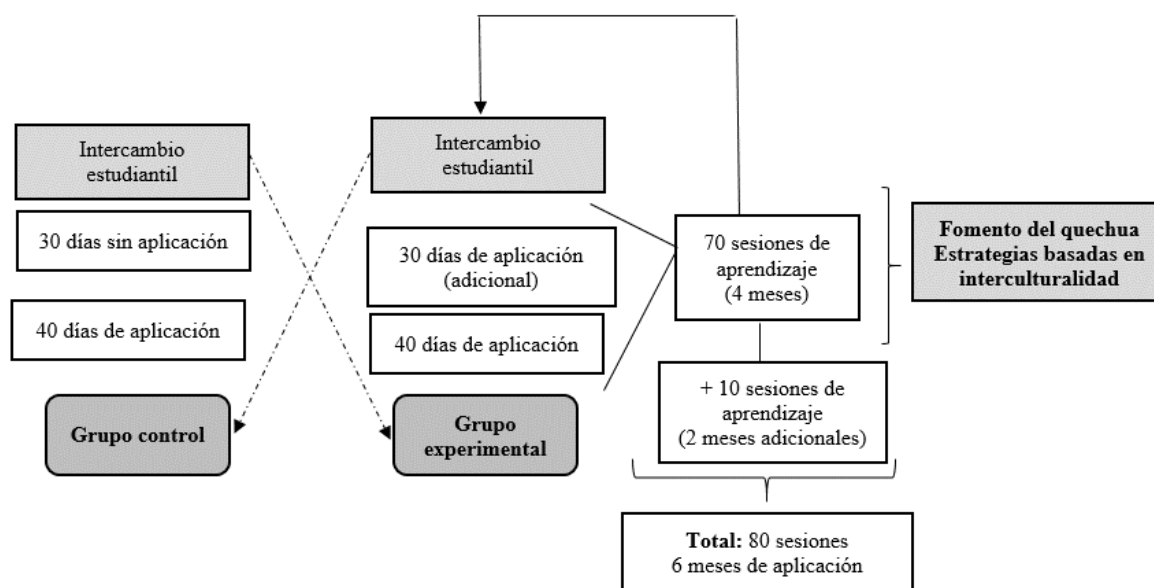 Intercambio
estudiantil
30 días sin aplicación
40 días de aplicación
Grupo control
Intercambio
estudiantil
30 días de aplicación
(adicional)
40 días de aplicación
Grupo
experimental
70 sesiones de
aprendizaje
(4 meses)
+ 10 sesiones de
aprendizaje
(2 meses adicionales)
Total: 80 sesiones
6 meses de aplicación
Fomento del quechua
Estrategias basadas en
interculturalidad